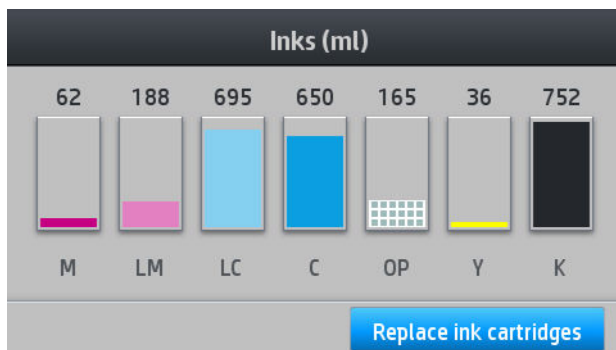 Inks (ml)
62 188 695 650 165 36 752
M LM LC C OP Y K
Replace ink cartridges